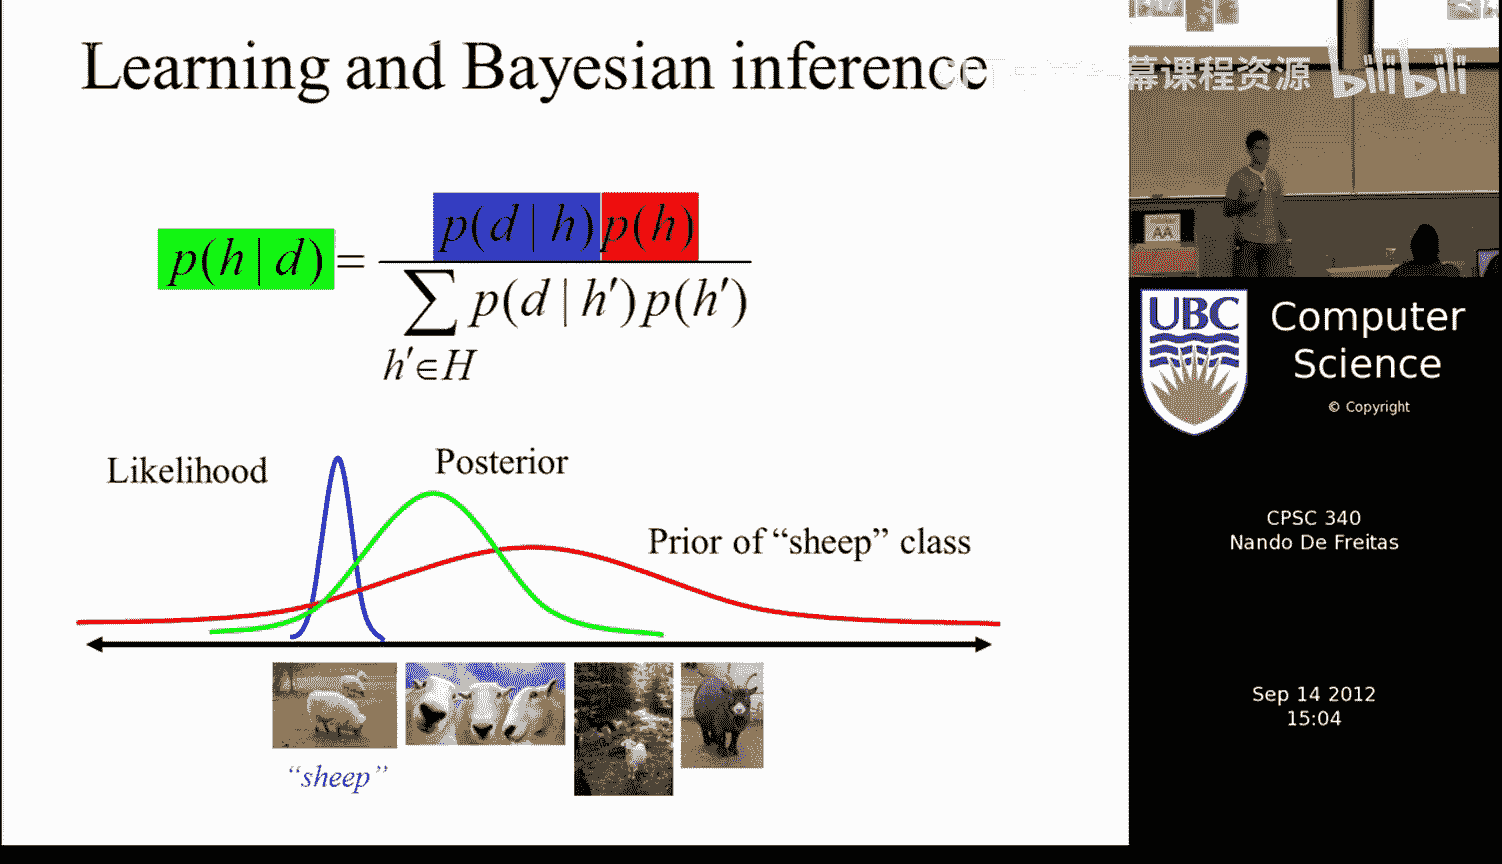 Learning and Bayesian inference
幕课程资源 bilibili
p(h | d) = p(d | h) p(h)
∑ p(d | h′) p(h′)
h′∈H
Likelihood
Posterior
Prior of “sheep” class
“sheep”
UBC
Computer
Science
© Copyright
CPSC 340
Nando De Freitas
Sep 14 2012
15:04